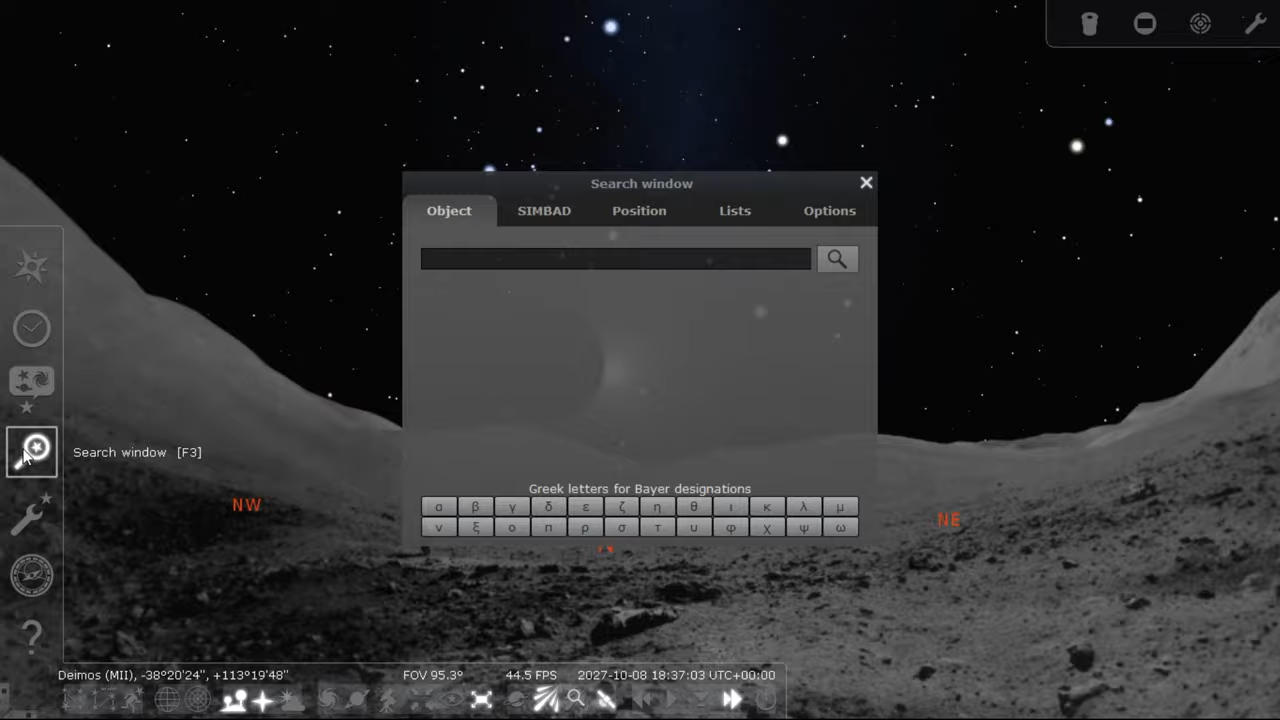 Search window
Object SIMBAD Position Lists Options
Search window [F3]
Greek letters for Bayer designations
α β γ δ ε ζ η θ ι κ λ μ
ν ξ ο π ρ σ τ υ φ χ ψ ω
NW
NE
Deimos (MII), -38°20'24", +113°19'48" FOV 95.3° 44.5 FPS 2027-10-08 18:37:03 UTC+00:00